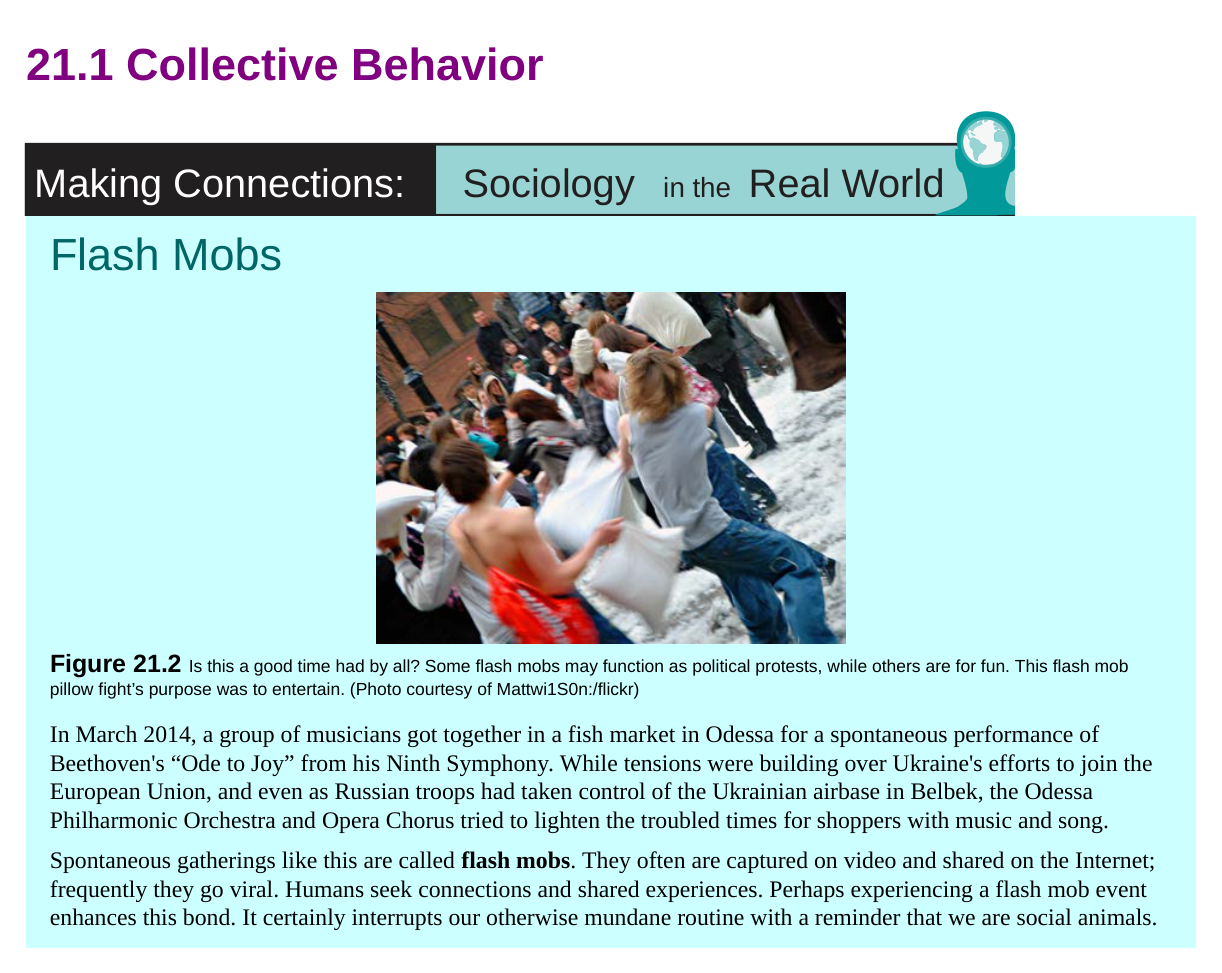 21.1 Collective Behavior
Making Connections: Sociology in the Real World
Flash Mobs
Figure 21.2 Is this a good time had by all? Some flash mobs may function as political protests, while others are for fun. This flash mob
pillow fight’s purpose was to entertain. (Photo courtesy of Mattwi1S0n:/flickr)
In March 2014, a group of musicians got together in a fish market in Odessa for a spontaneous performance of
Beethoven's “Ode to Joy” from his Ninth Symphony. While tensions were building over Ukraine's efforts to join the
European Union, and even as Russian troops had taken control of the Ukrainian airbase in Belbek, the Odessa
Philharmonic Orchestra and Opera Chorus tried to lighten the troubled times for shoppers with music and song.
Spontaneous gatherings like this are called flash mobs. They often are captured on video and shared on the Internet;
frequently they go viral. Humans seek connections and shared experiences. Perhaps experiencing a flash mob event
enhances this bond. It certainly interrupts our otherwise mundane routine with a reminder that we are social animals.